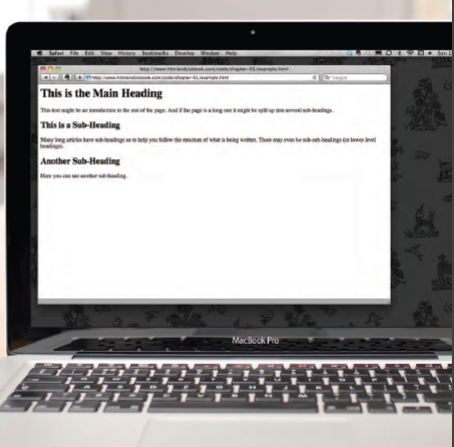 Safari File Edit View History Bookmarks Develop Window Help
http://www.htmlandcssbook.com/code/chapter-01/example.html
http://www.htmlandcssbook.com/code/chapter-01/example.html Google
This is the Main Heading
This text might be an introduction to the rest of the page. And if the page is a long one it might be split up into several sub-headings.
This is a Sub-Heading
Many long articles have sub-headings so to help you follow the structure of what is being written. There may even be sub-sub-headings (or lower-level
headings).
Another Sub-Heading
Here you can see another sub-heading.
MacBook Pro